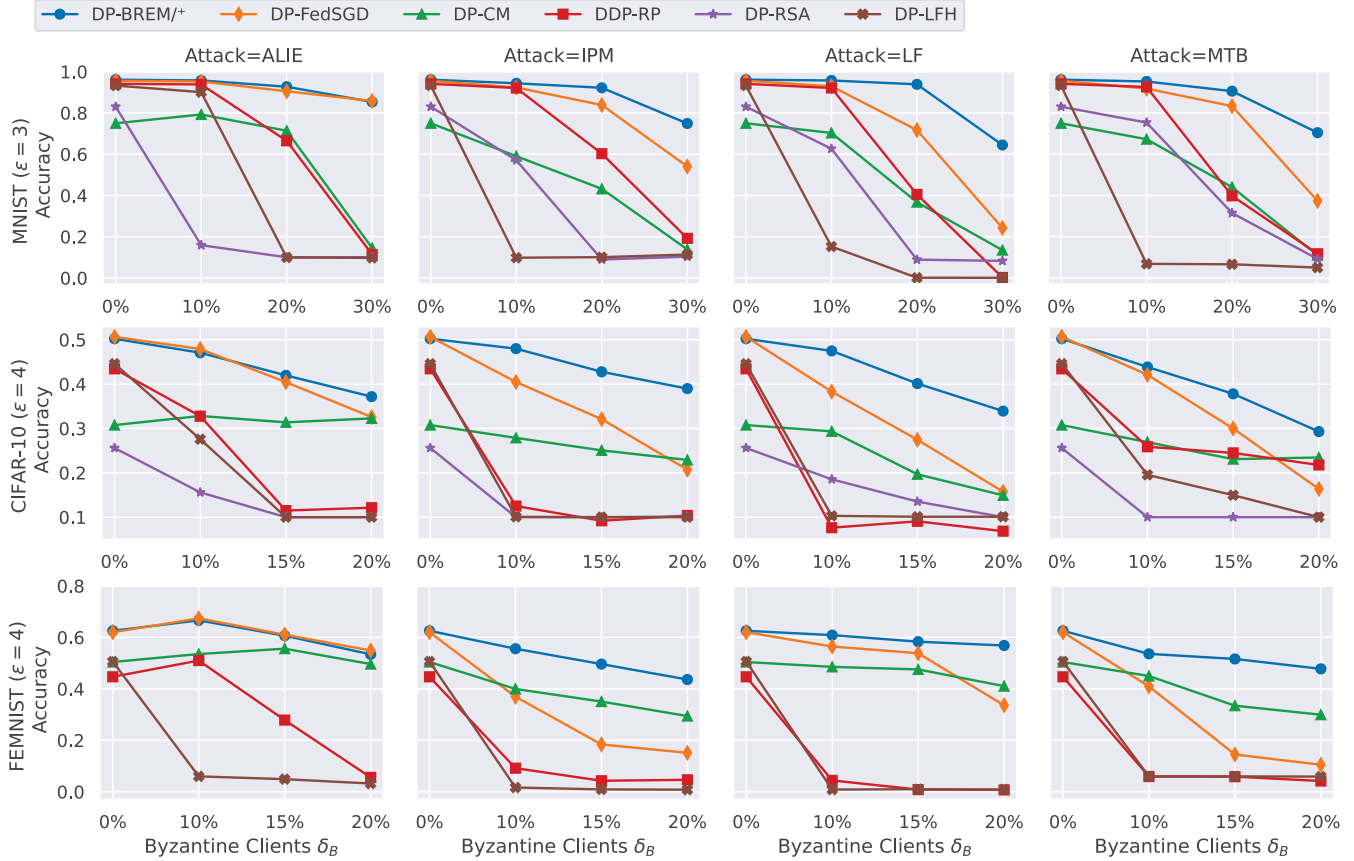 DP-BREM/⁺ DP-FedSGD DP-CM DDP-RP DP-RSA DP-LFH
Attack=ALIE Attack=IPM Attack=LF Attack=MTB
MNIST (ε = 3)
Accuracy
1.0
0.8
0.6
0.4
0.2
0.0
0% 10% 20% 30% 0% 10% 20% 30% 0% 10% 20% 30% 0% 10% 20% 30%
CIFAR-10 (ε = 4)
Accuracy
0.5
0.4
0.3
0.2
0.1
0% 10% 15% 20% 0% 10% 15% 20% 0% 10% 15% 20% 0% 10% 15% 20%
FEMNIST (ε = 4)
Accuracy
0.8
0.6
0.4
0.2
0.0
0% 10% 15% 20% 0% 10% 15% 20% 0% 10% 15% 20% 0% 10% 15% 20%
Byzantine Clients δ_B Byzantine Clients δ_B Byzantine Clients δ_B Byzantine Clients δ_B